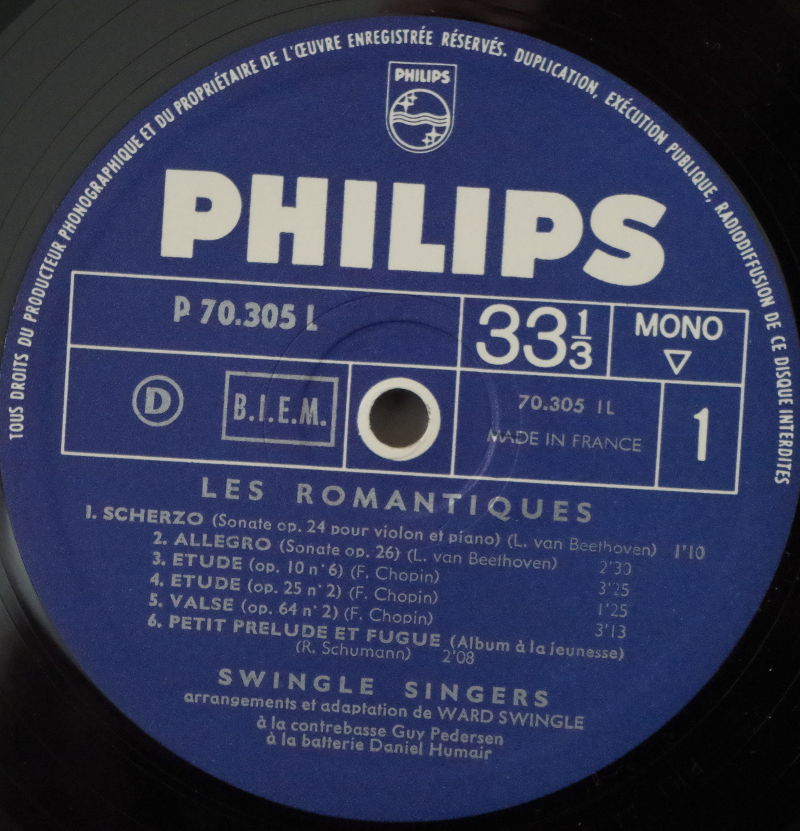 TOUS DROITS DU PRODUCTEUR PHONOGRAPHIQUE ET DU PROPRIÉTAIRE DE L'ŒUVRE ENREGISTRÉE RÉSERVÉS. DUPLICATION, EXÉCUTION PUBLIQUE, RADIODIFFUSION DE CE DISQUE INTERDITES
PHILIPS
PHILIPS
P 70.305 L
33 1/3
MONO
D
B.I.E.M.
70.305 1L
MADE IN FRANCE
1
LES ROMANTIQUES
1. SCHERZO (Sonate op. 24 pour violon et piano) (L. van Beethoven) 1'10
2. ALLEGRO (Sonate op. 26) (L. van Beethoven) 2'30
3. ETUDE (op. 10 n° 6) (F. Chopin) 3'25
4. ETUDE (op. 25 n° 2) (F. Chopin) 1'25
5. VALSE (op. 64 n° 2) (F. Chopin) 3'13
6. PETIT PRELUDE ET FUGUE (Album à la jeunesse)
(R. Schumann) 2'08
SWINGLE SINGERS
arrangements et adaptation de WARD SWINGLE
à la contrebasse Guy Pedersen
à la batterie Daniel Humair